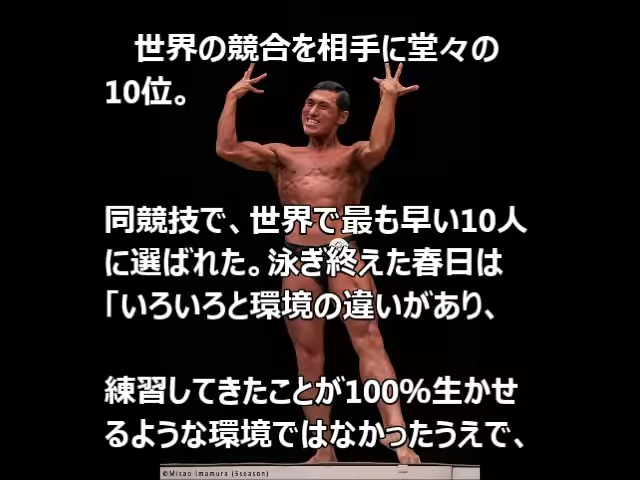 世界の競合を相手に堂々の
10位。
同競技で、世界で最も早い10人
に選ばれた。泳ぎ終えた春日は
「いろいろと環境の違いがあり、
練習してきたことが100%生かせ
るような環境ではなかったうえで、
©Misao Imamura (Sseason)